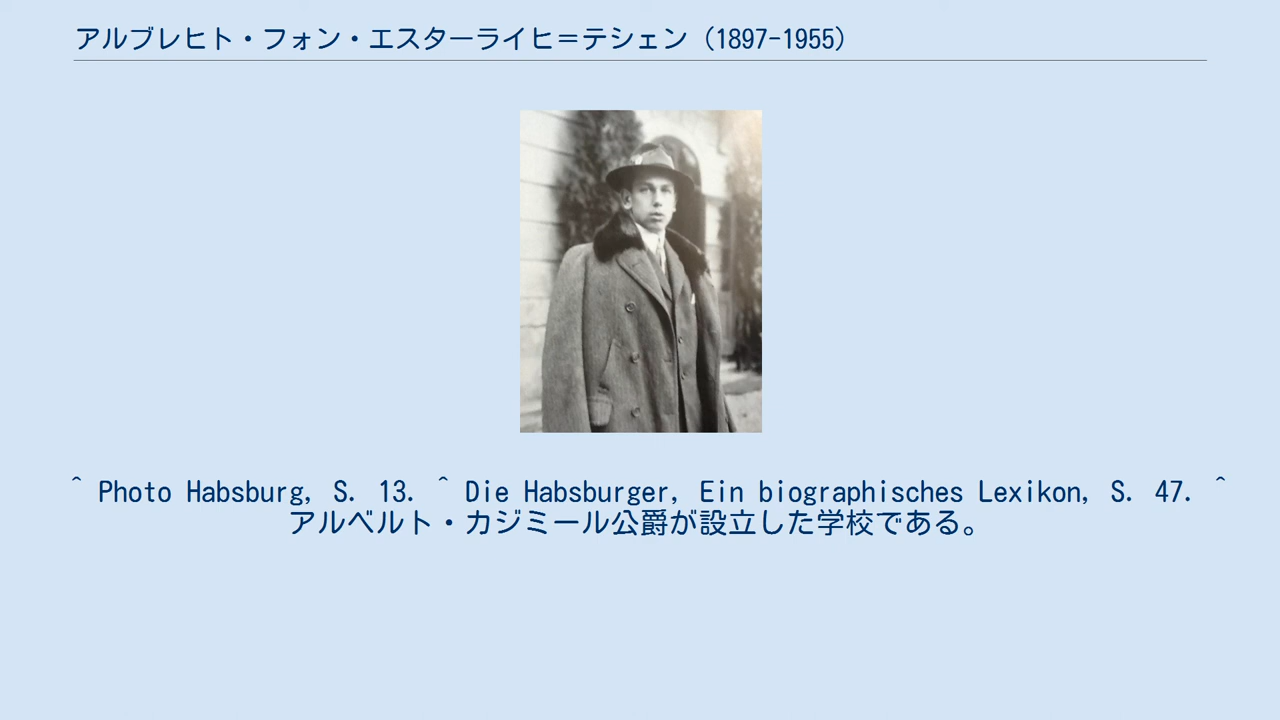 アルブレヒト・フォン・エスターライヒ＝テシェン（1897-1955）
^ Photo Habsburg, S. 13. ^ Die Habsburger, Ein biographisches Lexikon, S. 47. ^
アルベルト・カジミール公爵が設立した学校である。